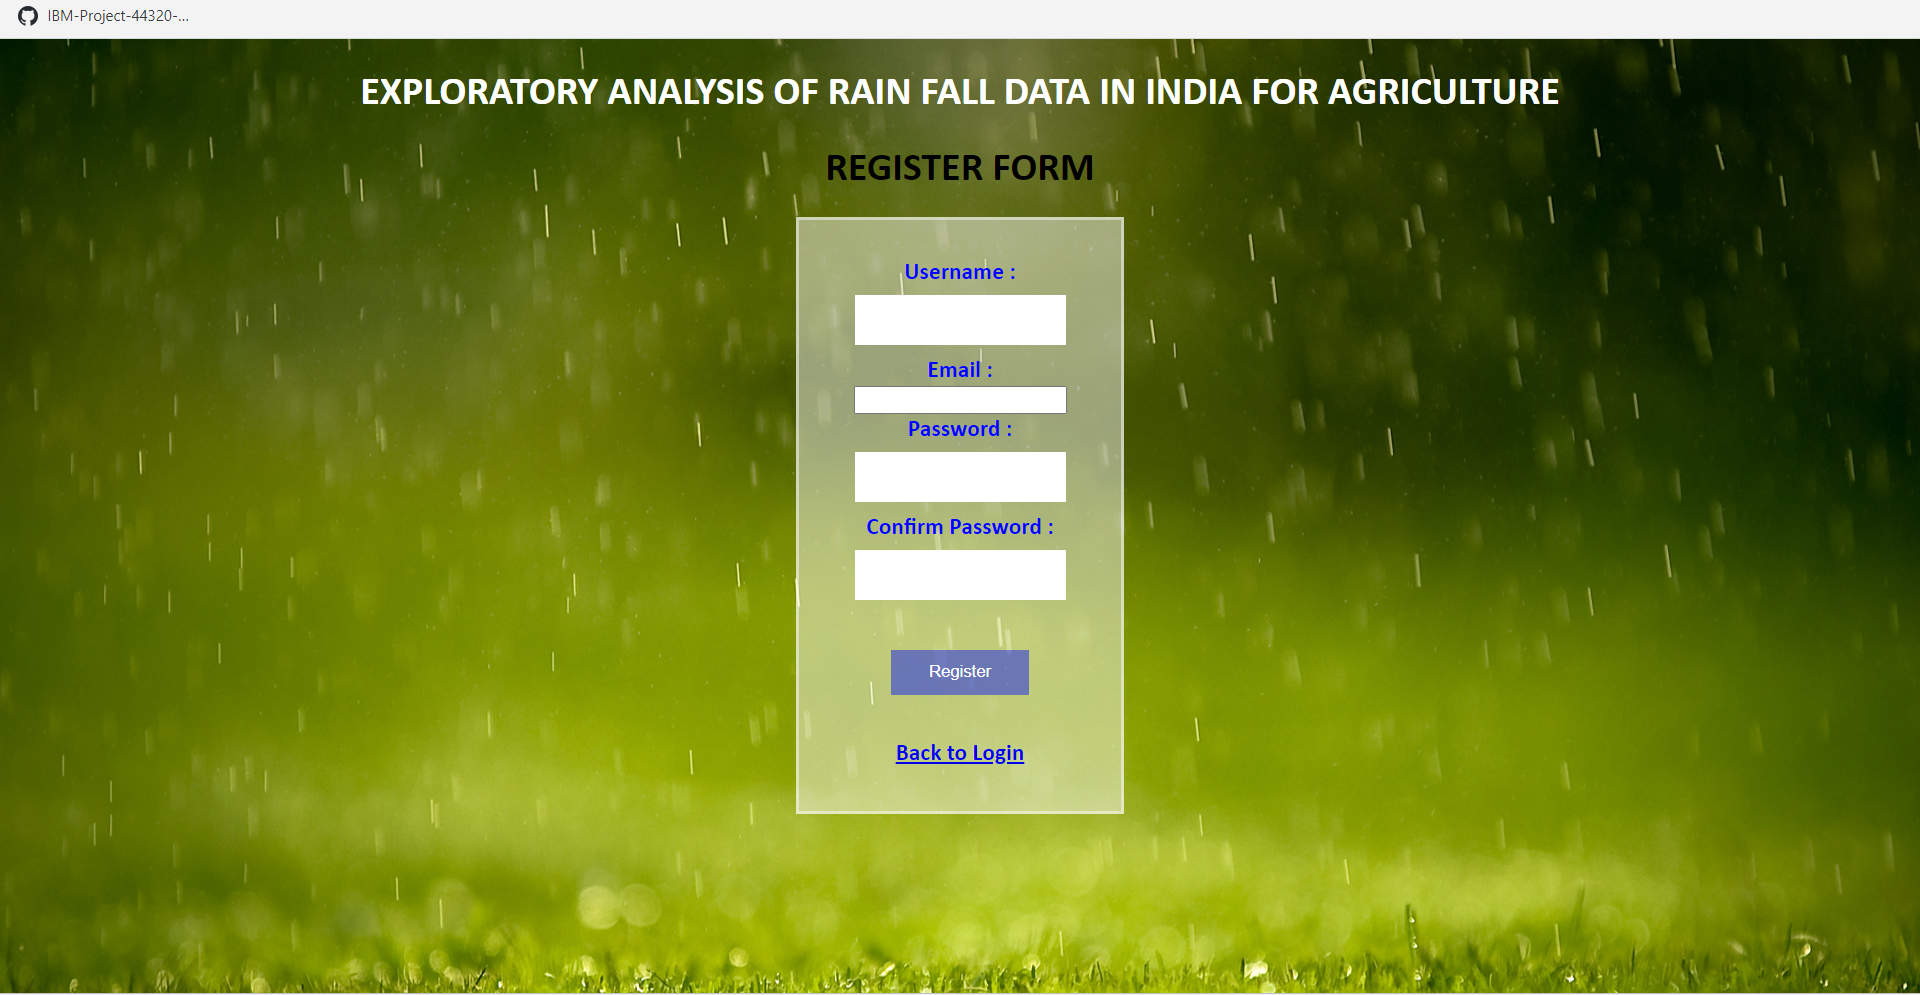 IBM-Project-44320-...
EXPLORATORY ANALYSIS OF RAIN FALL DATA IN INDIA FOR AGRICULTURE
REGISTER FORM
Username :
Email :
Password :
Confirm Password :
Register
Back to Login